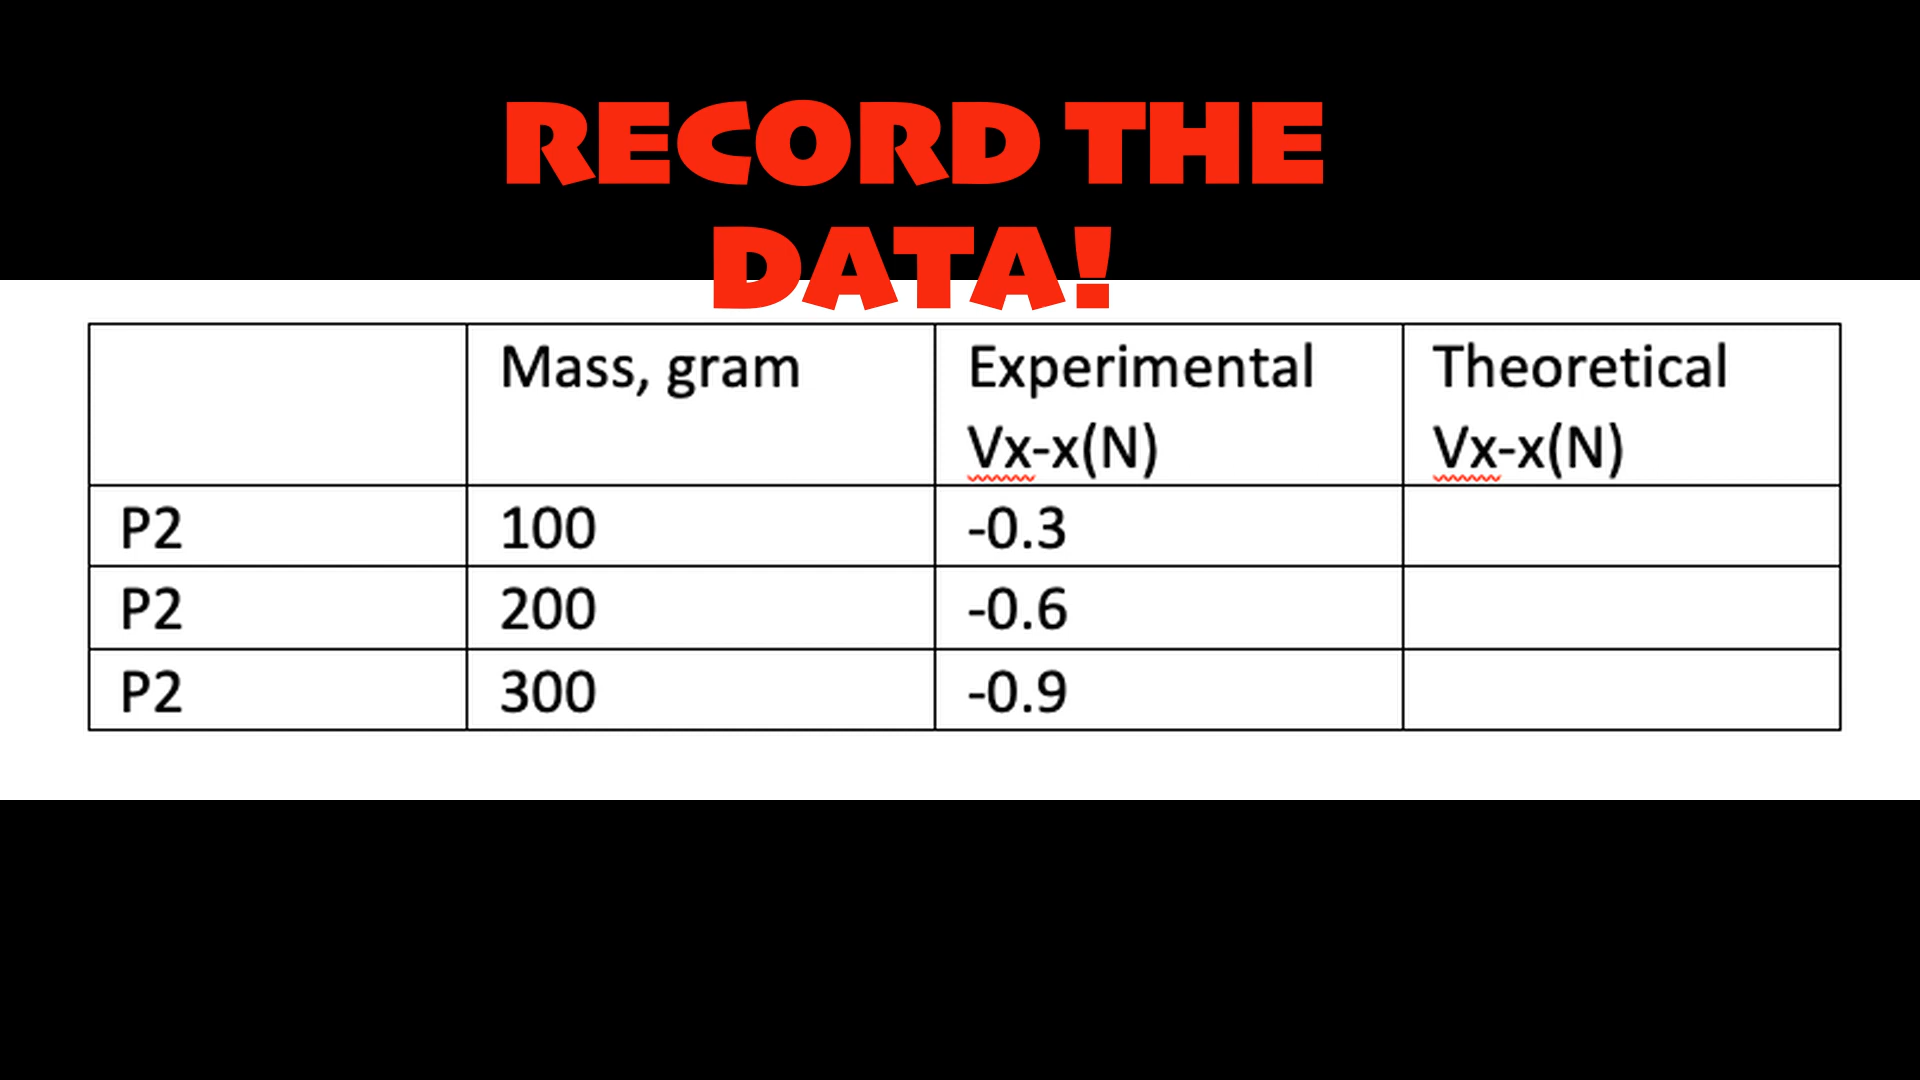 RECORD THE
DATA!
Mass, gram Experimental Theoretical
Vx-x(N) Vx-x(N)
P2 100 -0.3
P2 200 -0.6
P2 300 -0.9